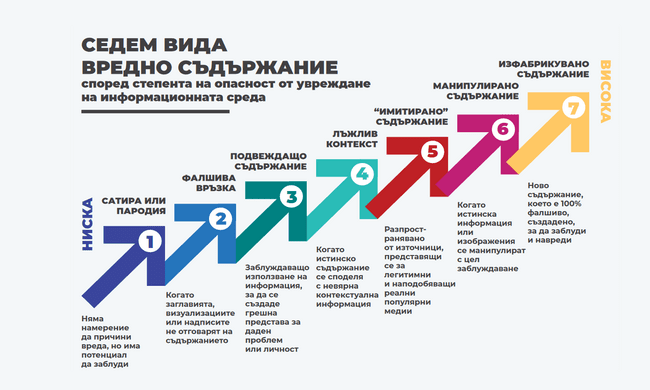 СЕДЕМ ВИДА
ВРЕДНО СЪДЪРЖАНИЕ
според степента на опасност от увреждане
на информационната среда
НИСКА
САТИРА ИЛИ
ПАРОДИЯ
1
Няма
намерение
да причини
вреда, но има
потенциал
да заблуди
ФАЛШИВА
ВРЪЗКА
2
Когато
заглавията,
визуализациите
или надписите
не отговарят на
съдържанието
ПОДВЕЖДАЩО
СЪДЪРЖАНИЕ
3
Заблуждаващо
използване на
информация,
за да се
създаде
грешна
представа за
даден
проблем
или личност
ЛЪЖЛИВ
КОНТЕКСТ
4
Когато
истинско
съдържание
се споделя
с невярна
контекстуална
информация
“ИМИТИРАНО”
СЪДЪРЖАНИЕ
5
Разпрост-
ранявано
от източници,
представящи
се за
легитимни
и наподобяващи
реални
популярни
медии
МАНИПУЛИРАНО
СЪДЪРЖАНИЕ
6
Когато
истинска
информация
или
изображения
се манипулират
с цел
заблуждаване
ИЗФАБРИКУВАНО
СЪДЪРЖАНИЕ
7
Ново
съдържание,
което е 100%
фалшиво,
създадено,
за да заблуди
и навреди
ВИСОКА